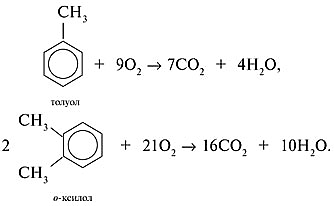 CH₃
+ 9O₂ → 7CO₂ + 4H₂O,
толуол
CH₃
2 + 21O₂ → 16CO₂ + 10H₂O.
CH₃
о-ксилол